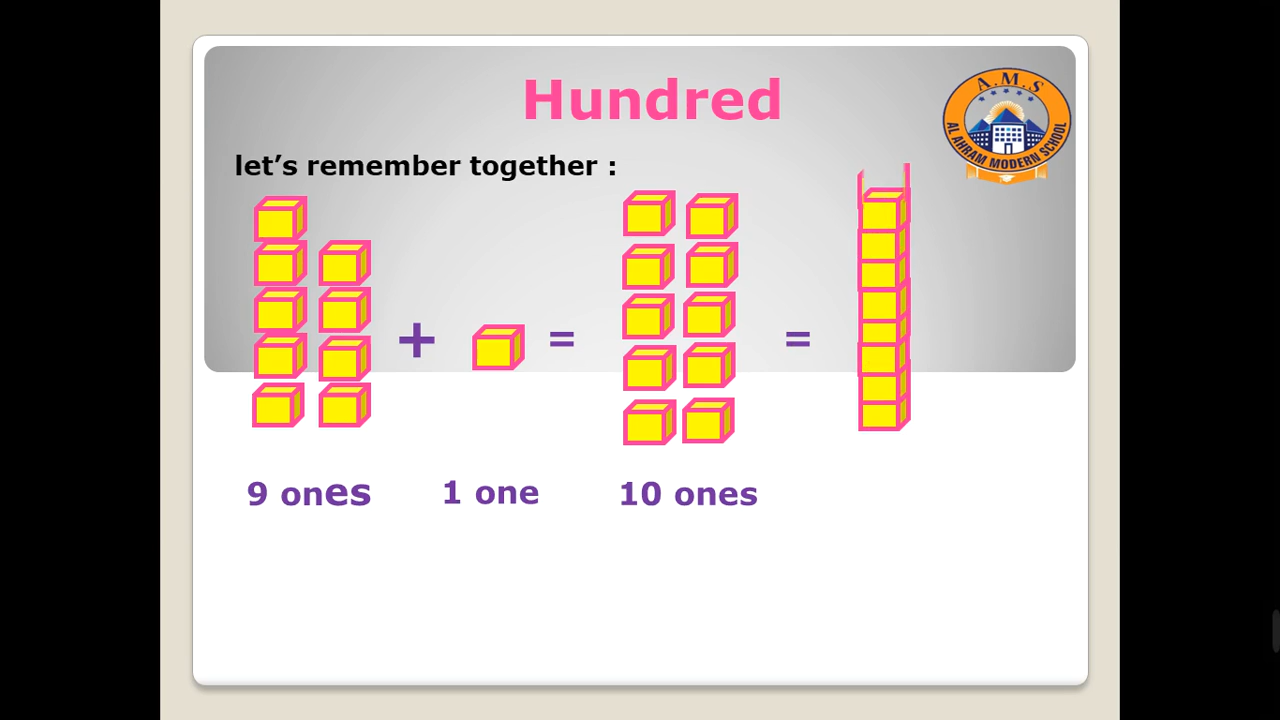 Hundred
A.M.S
AL AHRAM MODERN SCHOOL
let’s remember together :
+ = =
9 ones 1 one 10 ones